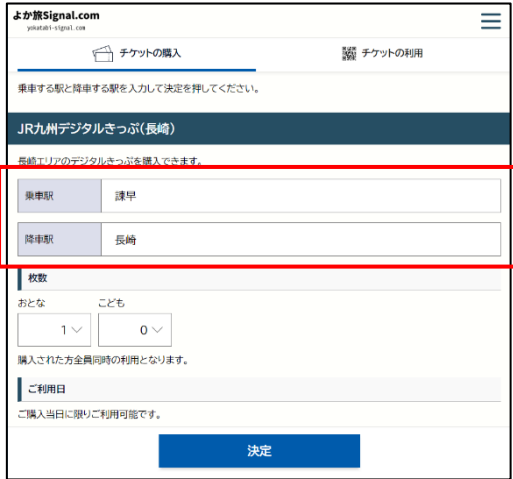 よか旅Signal.com
yokatabi-signal.com
チケットの購入
チケットの利用
乗車する駅と降車する駅を入力して決定を押してください。
JR九州デジタルきっぷ(長崎)
長崎エリアのデジタルきっぷを購入できます。
乗車駅 諫早
降車駅 長崎
枚数
おとな こども
1 0
購入された方全員同時の利用となります。
ご利用日
ご購入当日に限りご利用可能です。
決定